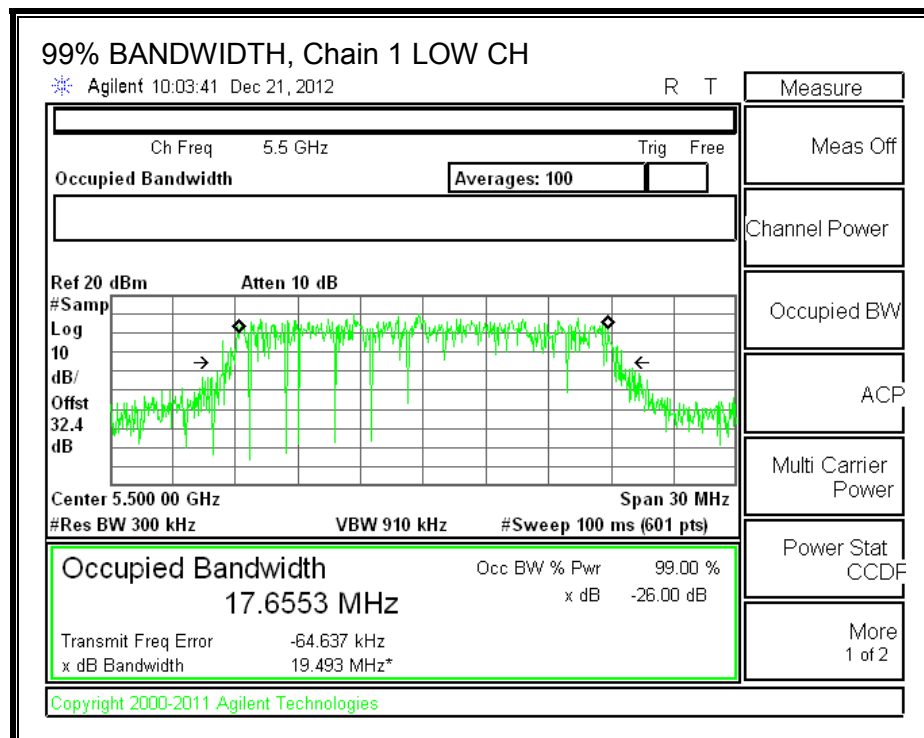 99% BANDWIDTH, Chain 1 LOW CH
Agilent 10:03:41 Dec 21, 2012 R T
Measure
Ch Freq 5.5 GHz Trig Free
Meas Off
Occupied Bandwidth Averages: 100
Channel Power
Ref 20 dBm Atten 10 dB
#Samp
Log
10
dB/
Offst
32.4
dB
Occupied BW
ACP
Multi Carrier
Power
Center 5.500 00 GHz Span 30 MHz
#Res BW 300 kHz VBW 910 kHz #Sweep 100 ms (601 pts)
Power Stat
CCDF
Occupied Bandwidth Occ BW % Pwr 99.00 %
17.6553 MHz x dB -26.00 dB
Transmit Freq Error -64.637 kHz
x dB Bandwidth 19.493 MHz*
More
1 of 2
Copyright 2000-2011 Agilent Technologies